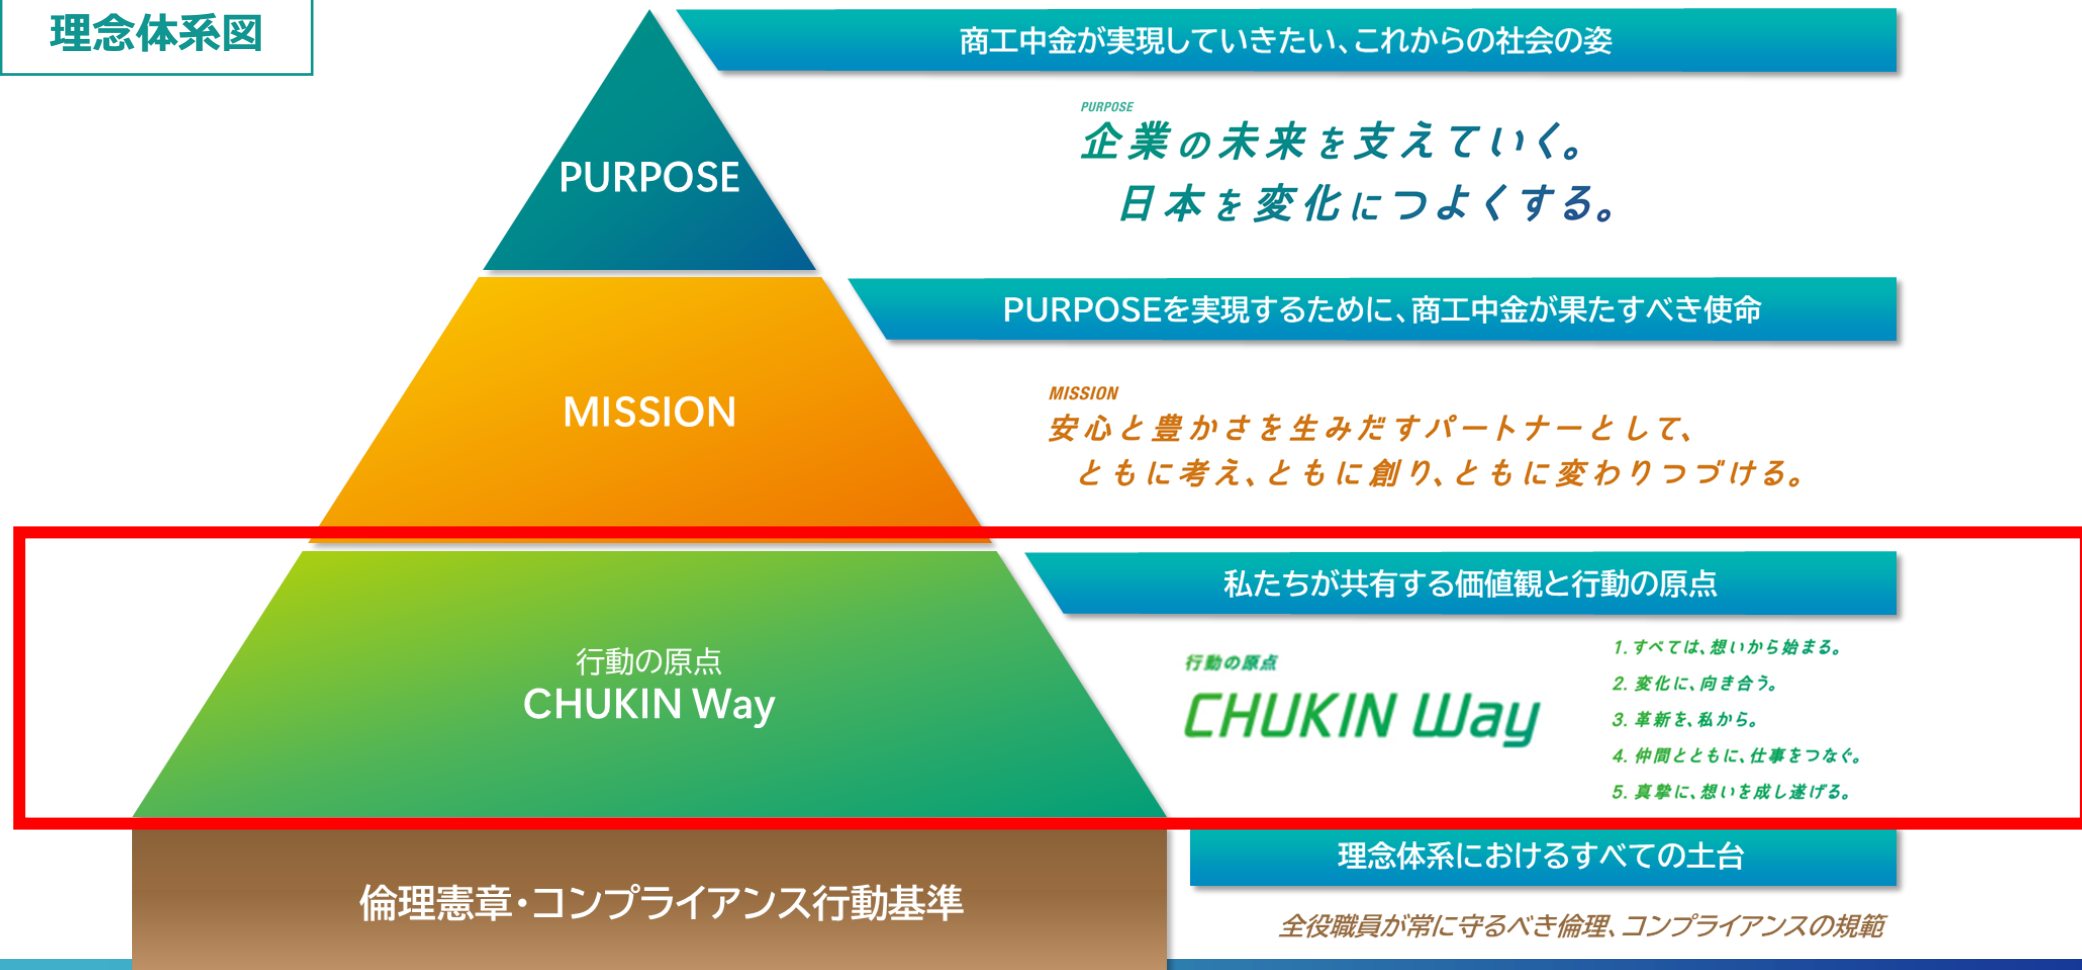 理念体系図
商工中金が実現していきたい、これからの社会の姿
PURPOSE
PURPOSE
企業の未来を支えていく。
日本を変化につよくする。
PURPOSEを実現するために、商工中金が果たすべき使命
MISSION
MISSION
安心と豊かさを生みだすパートナーとして、
ともに考え、ともに創り、ともに変わりつづける。
私たちが共有する価値観と行動の原点
行動の原点
CHUKIN Way
行動の原点
CHUKIN Way
1. すべては、想いから始まる。
2. 変化に、向き合う。
3. 革新を、私から。
4. 仲間とともに、仕事をつなぐ。
5. 真摯に、想いを成し遂げる。
理念体系におけるすべての土台
倫理憲章・コンプライアンス行動基準
全役職員が常に守るべき倫理、コンプライアンスの規範